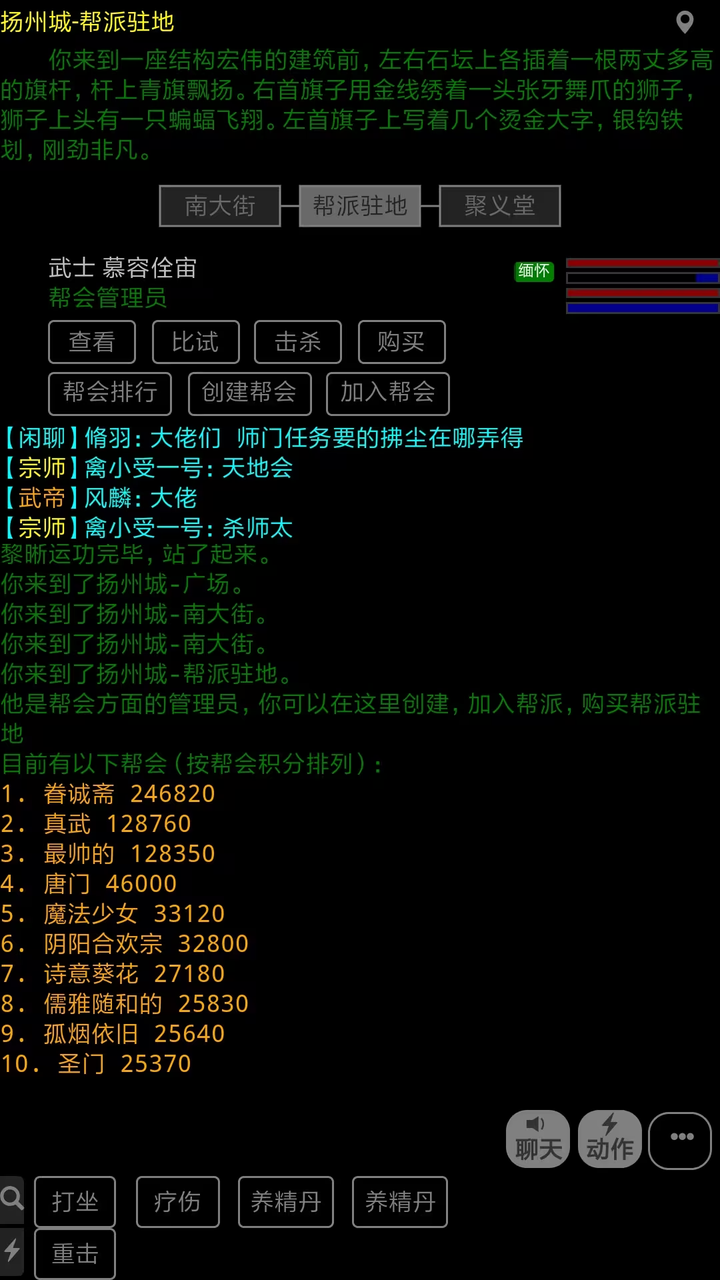 扬州城-帮派驻地
你来到一座结构宏伟的建筑前，左右石坛上各插着一根两丈多高
的旗杆，杆上青旗飘扬。右首旗子用金线绣着一头张牙舞爪的狮子，
狮子上头有一只蝙蝠飞翔。左首旗子上写着几个烫金大字，银钩铁
划，刚劲非凡。
南大街 帮派驻地 聚义堂
武士 慕容佺宙
缅怀
帮会管理员
查看 比试 击杀 购买
帮会排行 创建帮会 加入帮会
【闲聊】脩羽：大佬们 师门任务要的拂尘在哪弄得
【宗师】禽小受一号：天地会
【武帝】风麟：大佬
【宗师】禽小受一号：杀师太
黎晰运功完毕，站了起来。
你来到了扬州城-广场。
你来到了扬州城-南大街。
你来到了扬州城-南大街。
你来到了扬州城-帮派驻地。
他是帮会方面的管理员，你可以在这里创建，加入帮派，购买帮派驻
地
目前有以下帮会（按帮会积分排列）：
1. 眷诚斋 246820
2. 真武 128760
3. 最帅的 128350
4. 唐门 46000
5. 魔法少女 33120
6. 阴阳合欢宗 32800
7. 诗意葵花 27180
8. 儒雅随和的 25830
9. 孤烟依旧 25640
10. 圣门 25370
聊天 动作
打坐 疗伤 养精丹 养精丹
重击